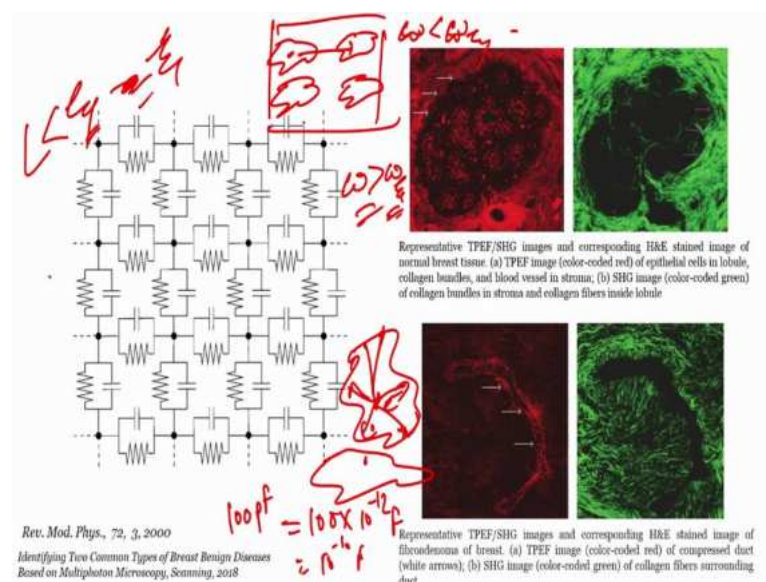 ω < ω
ω > ω
Representative TPEF/SHG images and corresponding H&E stained image of
normal breast tissue. (a) TPEF image (color-coded red) of epithelial cells in lobule,
collagen bundles, and blood vessel in stroma; (b) SHG image (color-coded green)
of collagen bundles in stroma and collagen fibers inside lobule
100pf
= 100 x 10^-12 f
= 10^-10 f
Rev. Mod. Phys., 72, 3, 2000
Identifying Two Common Types of Breast Benign Diseases
Based on Multiphoton Microscopy, Scanning, 2018
Representative TPEF/SHG images and corresponding H&E stained image of
fibrondenoma of breast. (a) TPEF image (color-coded red) of compressed duct
(white arrows); (b) SHG image (color-coded green) of collagen fibers surrounding
duct